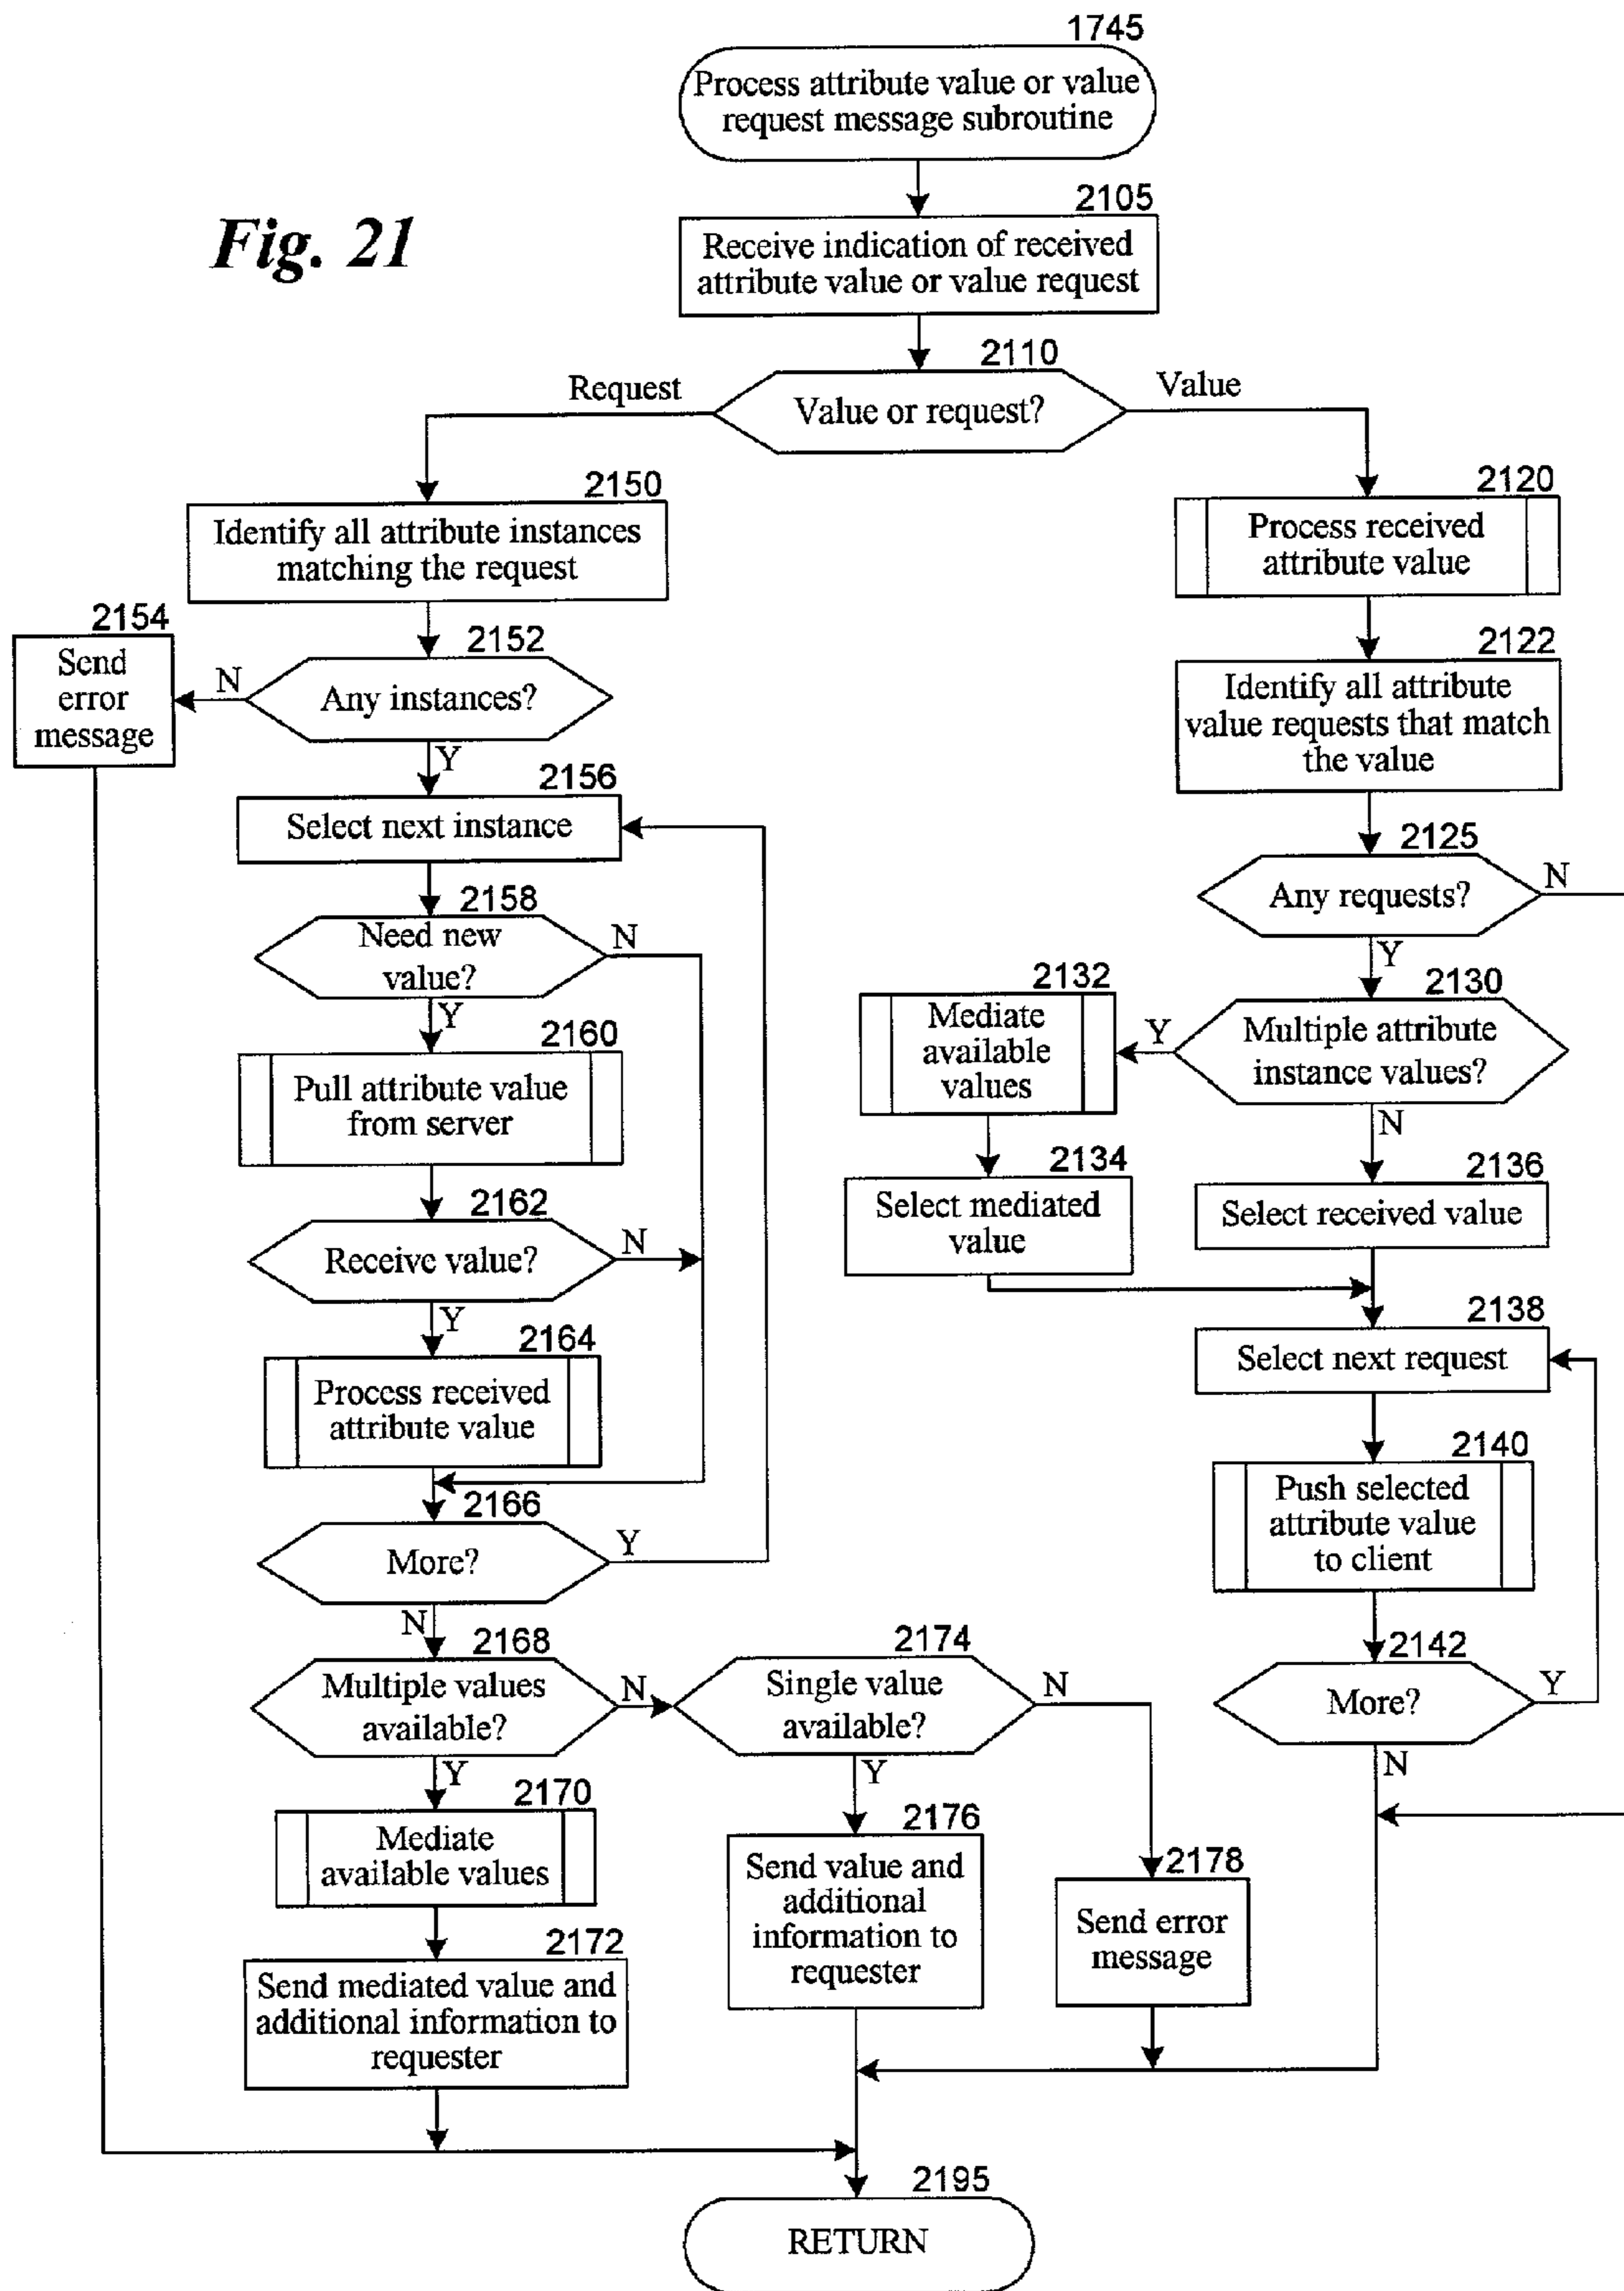 1745
Process attribute value or value
request message subroutine
Fig. 21
2105
Receive indication of received
attribute value or value request
2110
Request
Value or request?
Value
2150
Identify all attribute instances
matching the request
2120
Process received
attribute value
2154
Send
error
message
2152
N
Any instances?
Y
2122
Identify all attribute
value requests that match
the value
2156
Select next instance
2125
Any requests?
N
Y
2158
Need new
value?
N
Y
2132
Mediate
available
values
2130
Y
Multiple attribute
instance values?
N
2160
Pull attribute value
from server
2134
Select mediated
value
2136
Select received value
2162
Receive value?
N
Y
2138
Select next request
2164
Process received
attribute value
2140
Push selected
attribute value
to client
2166
More?
Y
N
2168
Multiple values
available?
N
Y
2174
Single value
available?
N
Y
2142
More?
Y
N
2170
Mediate
available values
2176
Send value and
additional
information to
requester
2178
Send error
message
2172
Send mediated value and
additional information to
requester
2195
RETURN